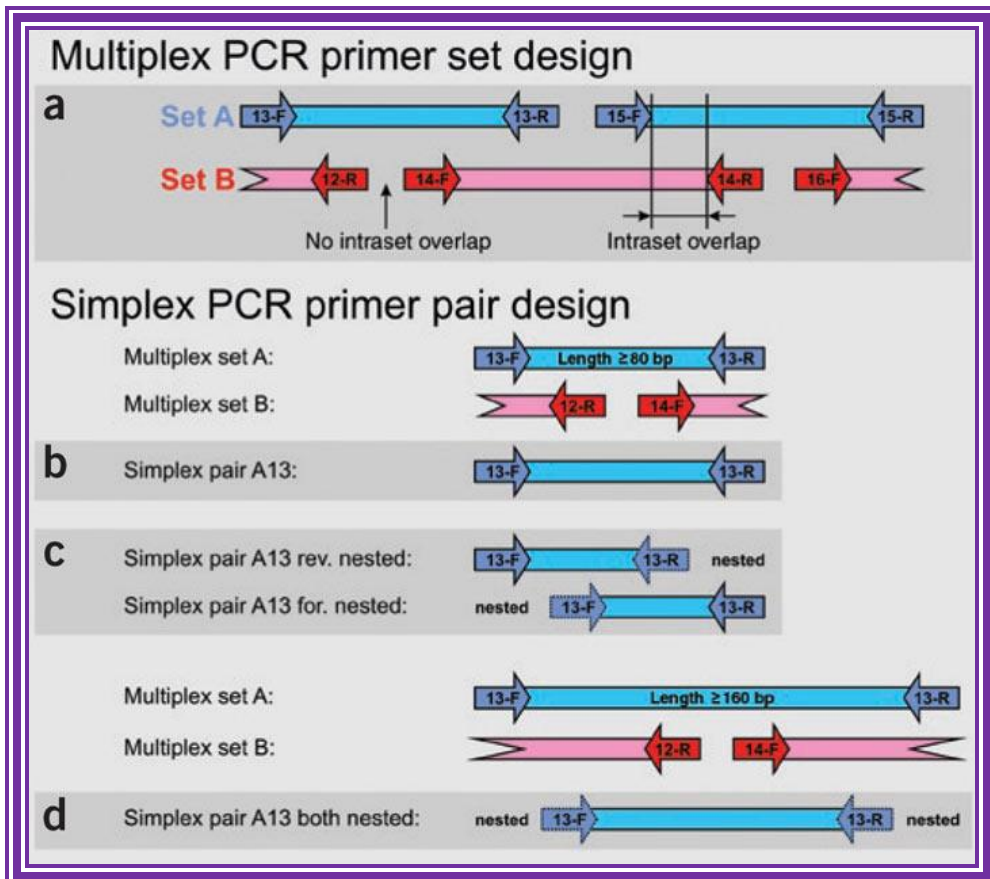 Multiplex PCR primer set design
a
Set A 13-F 13-R 15-F 15-R
Set B 12-R 14-F 14-R 16-F
No intraset overlap Intraset overlap
Simplex PCR primer pair design
Multiplex set A: 13-F Length ≥80 bp 13-R
Multiplex set B: 12-R 14-F
b Simplex pair A13: 13-F 13-R
c
Simplex pair A13 rev. nested: 13-F 13-R nested
Simplex pair A13 for. nested: nested 13-F 13-R
Multiplex set A: 13-F Length ≥160 bp 13-R
Multiplex set B: 12-R 14-F
d Simplex pair A13 both nested: nested 13-F 13-R nested